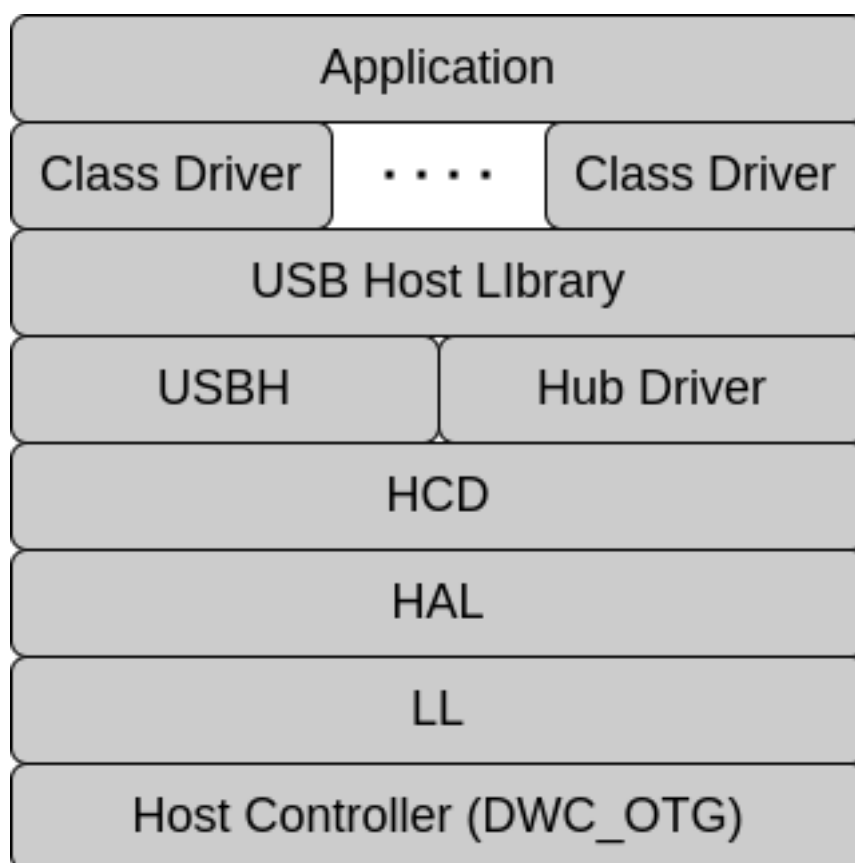 Application
Class Driver .... Class Driver
USB Host LIbrary
USBH Hub Driver
HCD
HAL
LL
Host Controller (DWC_OTG)